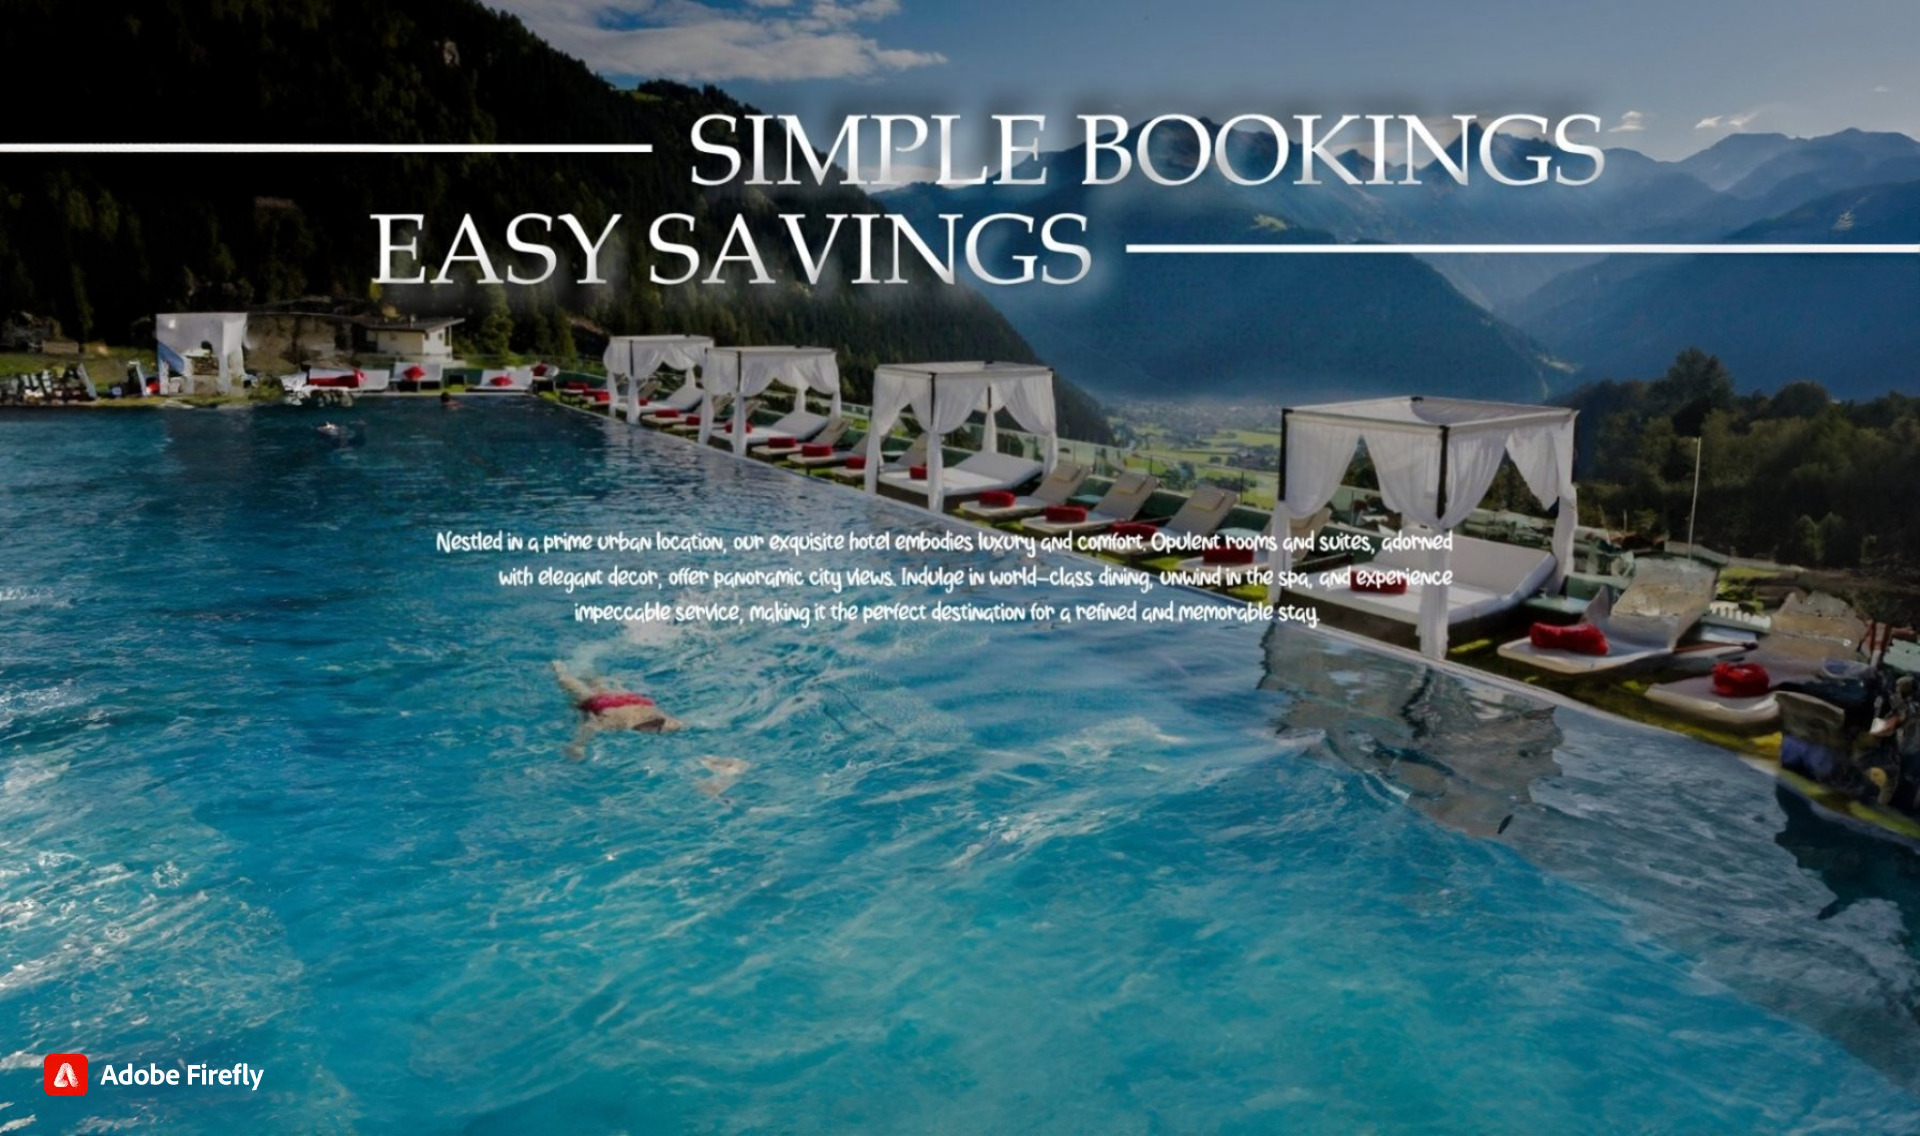 SIMPLE BOOKINGS
EASY SAVINGS
Nestled in a prime urban location, our exquisite hotel embodies luxury and comfort. Opulent rooms and suites, adorned
with elegant decor, offer panoramic city views. Indulge in world-class dining, unwind in the spa, and experience
impeccable service, making it the perfect destination for a refined and memorable stay.
Adobe Firefly